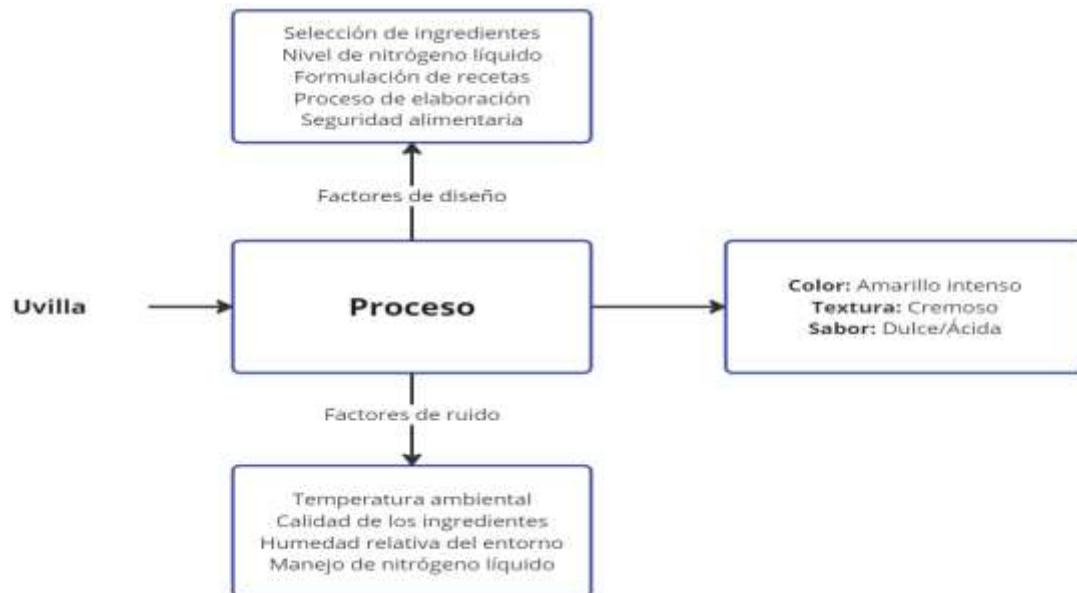 Selección de ingredientes
Nivel de nitrógeno líquido
Formulación de recetas
Proceso de elaboración
Seguridad alimentaria
Factores de diseño
Uvilla
Proceso
Color: Amarillo intenso
Textura: Cremoso
Sabor: Dulce/Ácida
Factores de ruido
Temperatura ambiental
Calidad de los ingredientes
Humedad relativa del entorno
Manejo de nitrógeno líquido